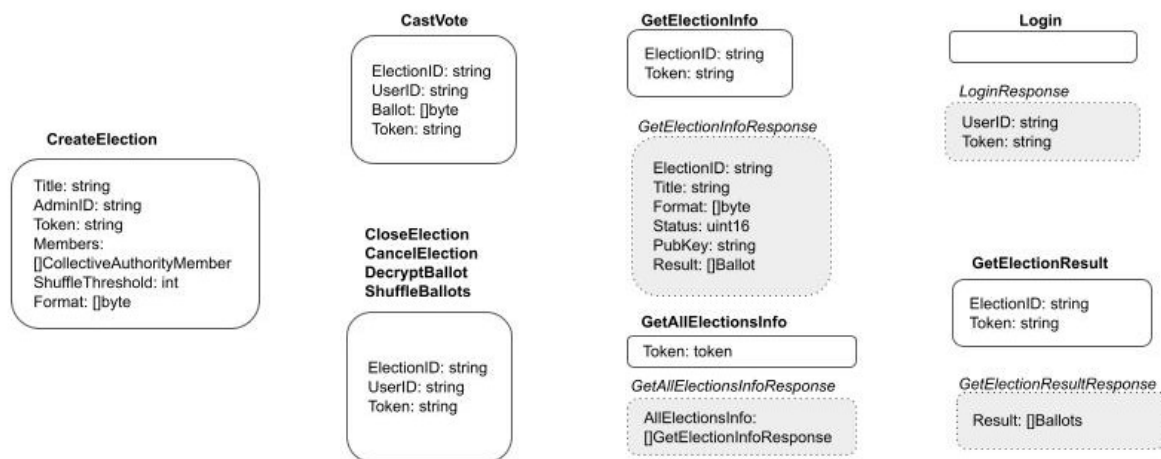 CreateElection
Title: string
AdminID: string
Token: string
Members:
[]CollectiveAuthorityMember
ShuffleThreshold: int
Format: []byte
CastVote
ElectionID: string
UserID: string
Ballot: []byte
Token: string
CloseElection
CancelElection
DecryptBallot
ShuffleBallots
ElectionID: string
UserID: string
Token: string
GetElectionInfo
ElectionID: string
Token: string
GetElectionInfoResponse
ElectionID: string
Title: string
Format: []byte
Status: uint16
PubKey: string
Result: []Ballot
GetAllElectionsInfo
Token: token
GetAllElectionsInfoResponse
AllElectionsInfo:
[]GetElectionInfoResponse
Login
LoginResponse
UserID: string
Token: string
GetElectionResult
ElectionID: string
Token: string
GetElectionResultResponse
Result: []Ballots